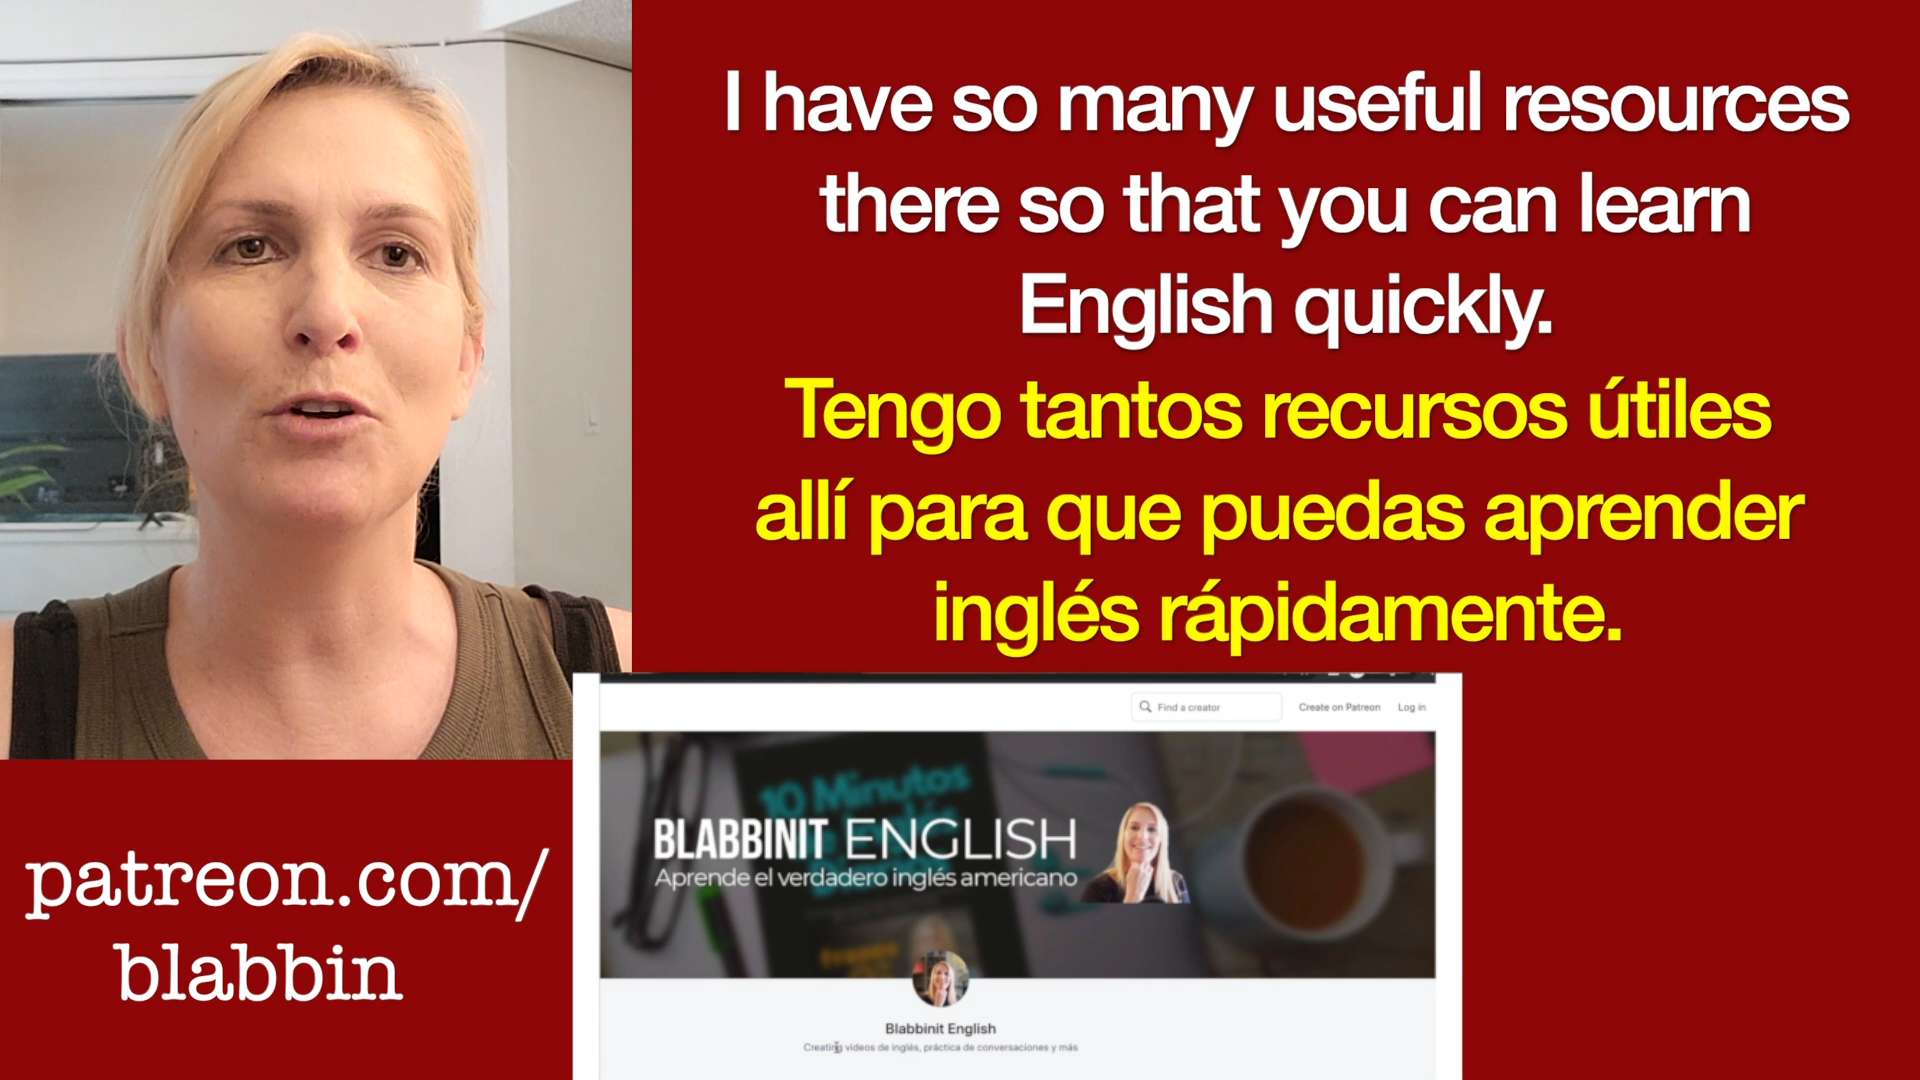 I have so many useful resources
there so that you can learn
English quickly.
Tengo tantos recursos útiles
allí para que puedas aprender
inglés rápidamente.
patreon.com/
blabbin
Find a creator
Create on Patreon
Log in
10 Minutos
BLABBINIT ENGLISH
Aprende el verdadero inglés americano
Blabbinit English
Creating videos de inglés, práctica de conversaciones y más